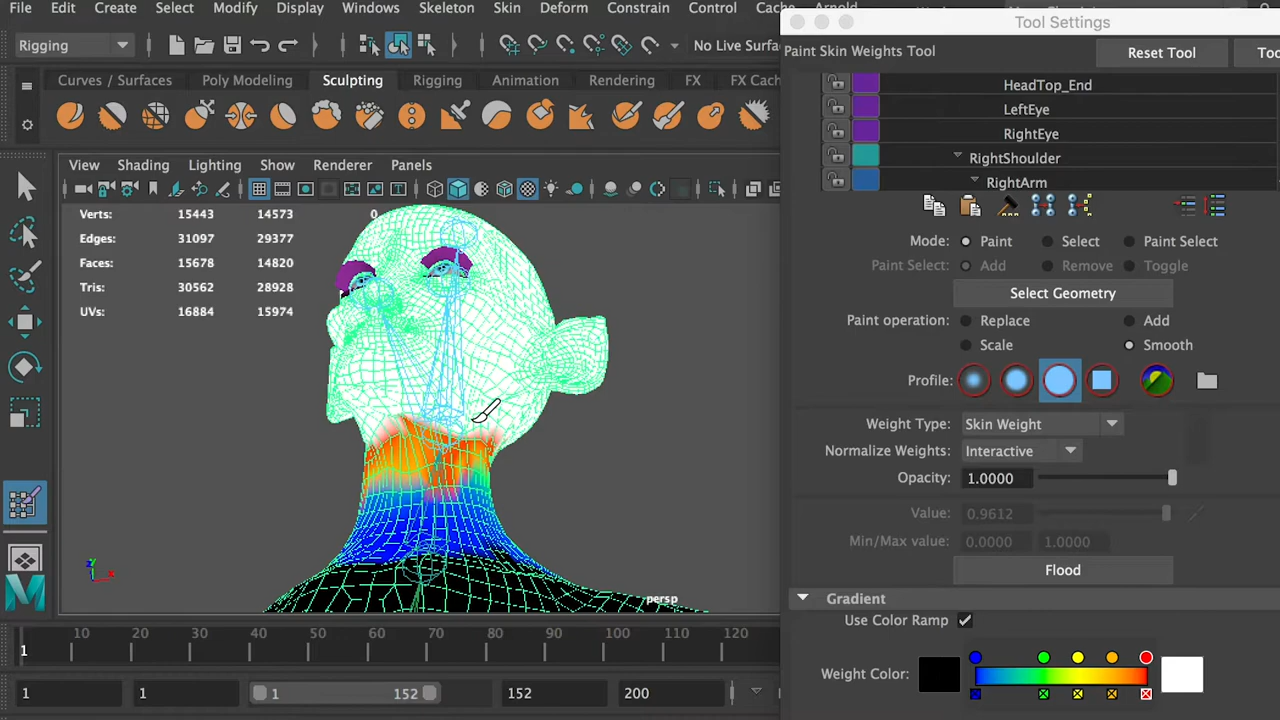 File Edit Create Select Modify Display Windows Skeleton Skin Deform Constrain Control Cache Arnold
Tool Settings
Rigging
No Live Surfa
Paint Skin Weights Tool
Reset Tool
Too
Curves / Surfaces Poly Modeling Sculpting Rigging Animation Rendering FX FX Cac
HeadTop_End
LeftEye
RightEye
RightShoulder
RightArm
View Shading Lighting Show Renderer Panels
Verts: 15443 14573 0
Edges: 31097 29377
Faces: 15678 14820
Tris: 30562 28928
UVs: 16884 15974
Mode: Paint Select Paint Select
Paint Select: Add Remove Toggle
Select Geometry
Paint operation: Replace Add
Scale Smooth
Profile:
Weight Type: Skin Weight
Normalize Weights: Interactive
Opacity: 1.0000
Value: 0.9612
Min/Max value: 0.0000 1.0000
Flood
z
x
persp
Gradient
Use Color Ramp
Weight Color:
10 20 30 40 50 60 70 80 90 100 110 120
1
1 1 1 152 152 200